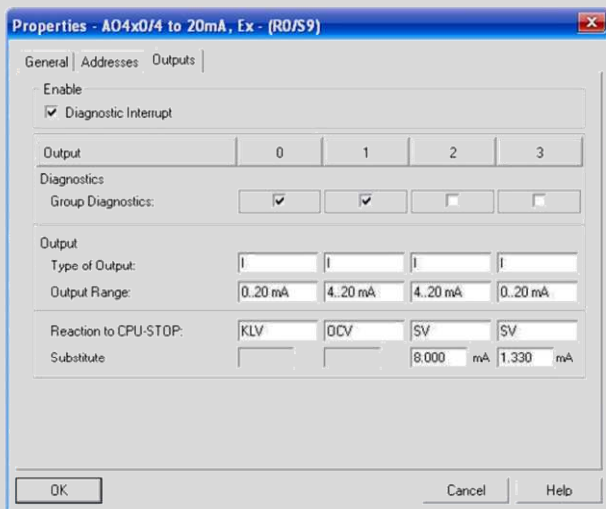 Properties - AO4x0/4 to 20mA, Ex - (R0/S9)
General Addresses Outputs
Enable
Diagnostic Interrupt
Output 0 1 2 3
Diagnostics
Group Diagnostics:
Output
Type of Output: I I I I
Output Range: 0..20 mA 4..20 mA 4..20 mA 0..20 mA
Reaction to CPU-STOP: KLV OCV SV SV
Substitute 8.000 mA 1.330 mA
OK Cancel Help